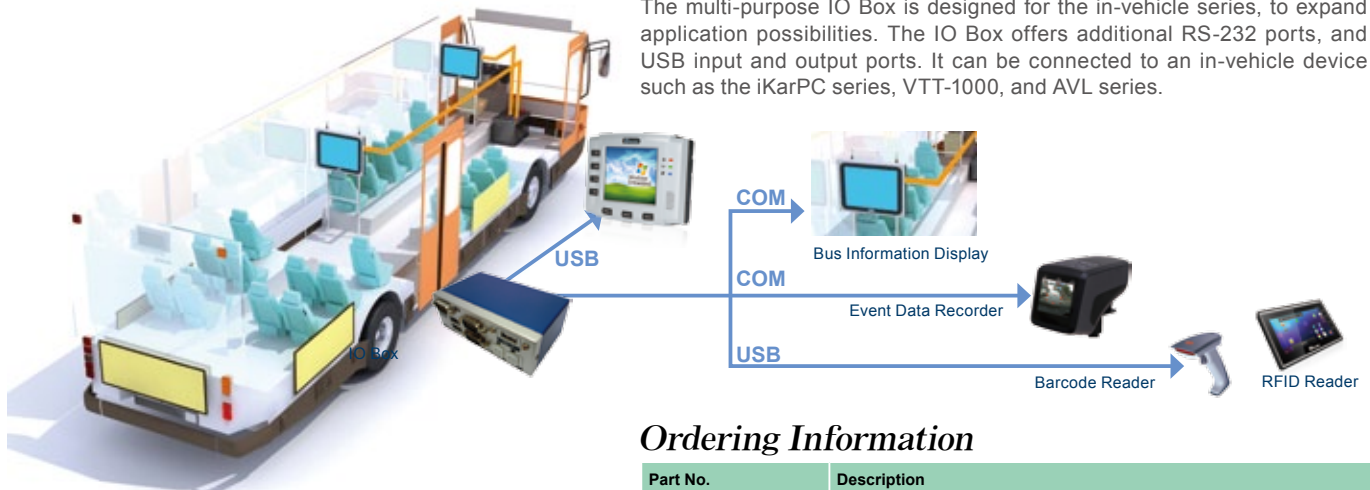 The multi-purpose IO Box is designed for the in-vehicle series, to expand
application possibilities. The IO Box offers additional RS-232 ports, and
USB input and output ports. It can be connected to an in-vehicle device
such as the iKarPC series, VTT-1000, and AVL series.
COM
Bus Information Display
USB
COM
Event Data Recorder
IO Box
USB
Barcode Reader
RFID Reader
Ordering Information
Part No. Description